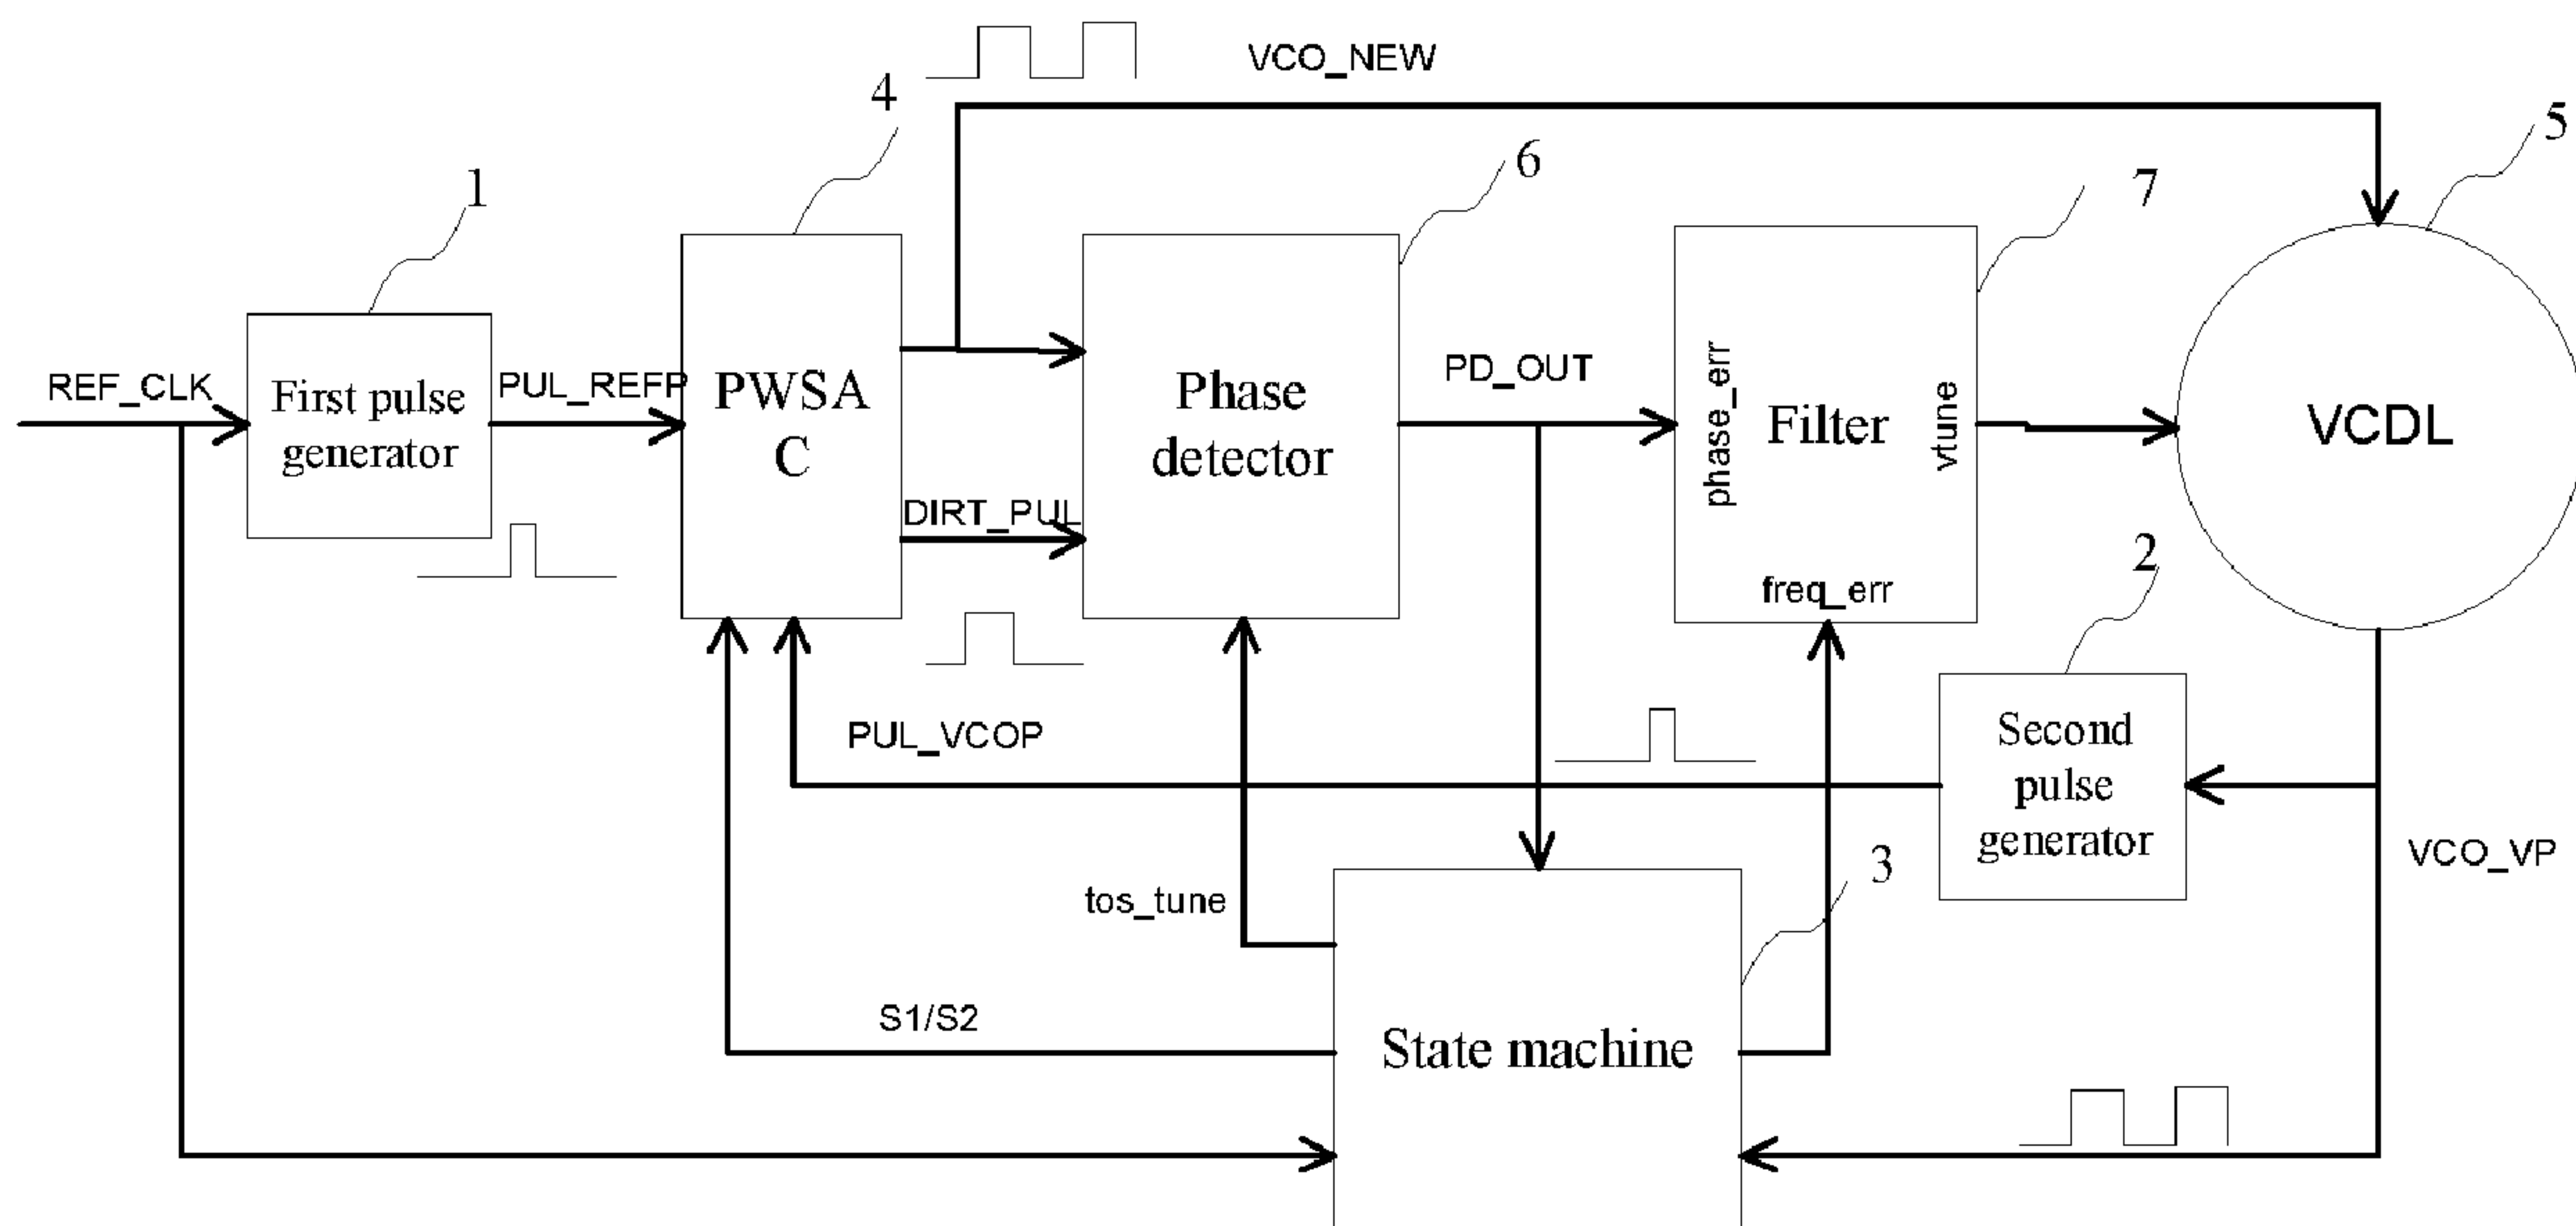 VCO_NEW
4
5
6
1
7
REF_CLK
First pulse
generator
PUL_REFP
PWSA
C
Phase
detector
PD_OUT
phase_err
Filter
vtune
VCDL
DIRT_PUL
freq_err
2
PUL_VCOP
Second
pulse
generator
VCO_VP
tos_tune
3
S1/S2
State machine